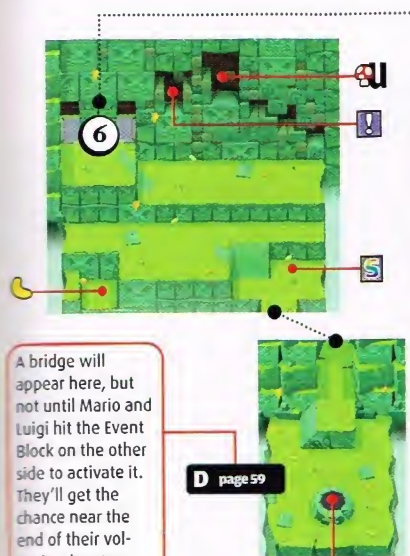 U
!
6
S
A bridge will
appear here, but
not until Mario and
Luigi hit the Event
Block on the other
side to activate it.
They'll get the
chance near the
end of their vol-
D page 59